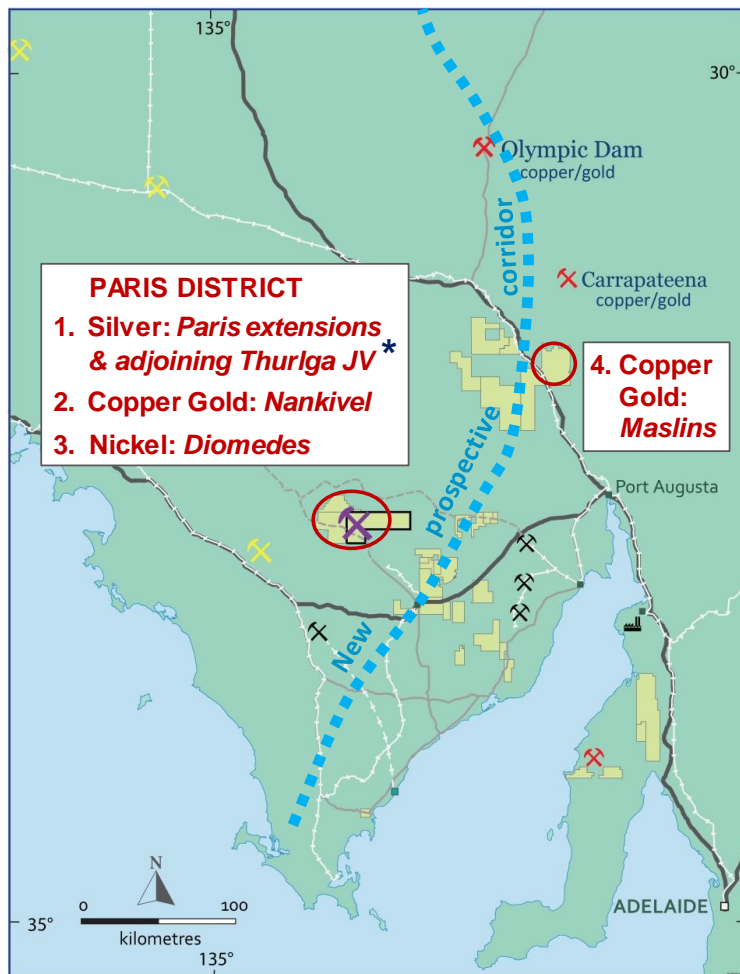 135°
30°
Olympic Dam
copper/gold
corridor
Carrapateena
copper/gold
PARIS DISTRICT
1. Silver: Paris extensions
& adjoining Thurlga JV *
2. Copper Gold: Nankivel
3. Nickel: Diomedes
4. Copper
Gold:
Maslins
Port Augusta
prospective
New
N
0 100
kilometres
ADELAIDE
35°
135°